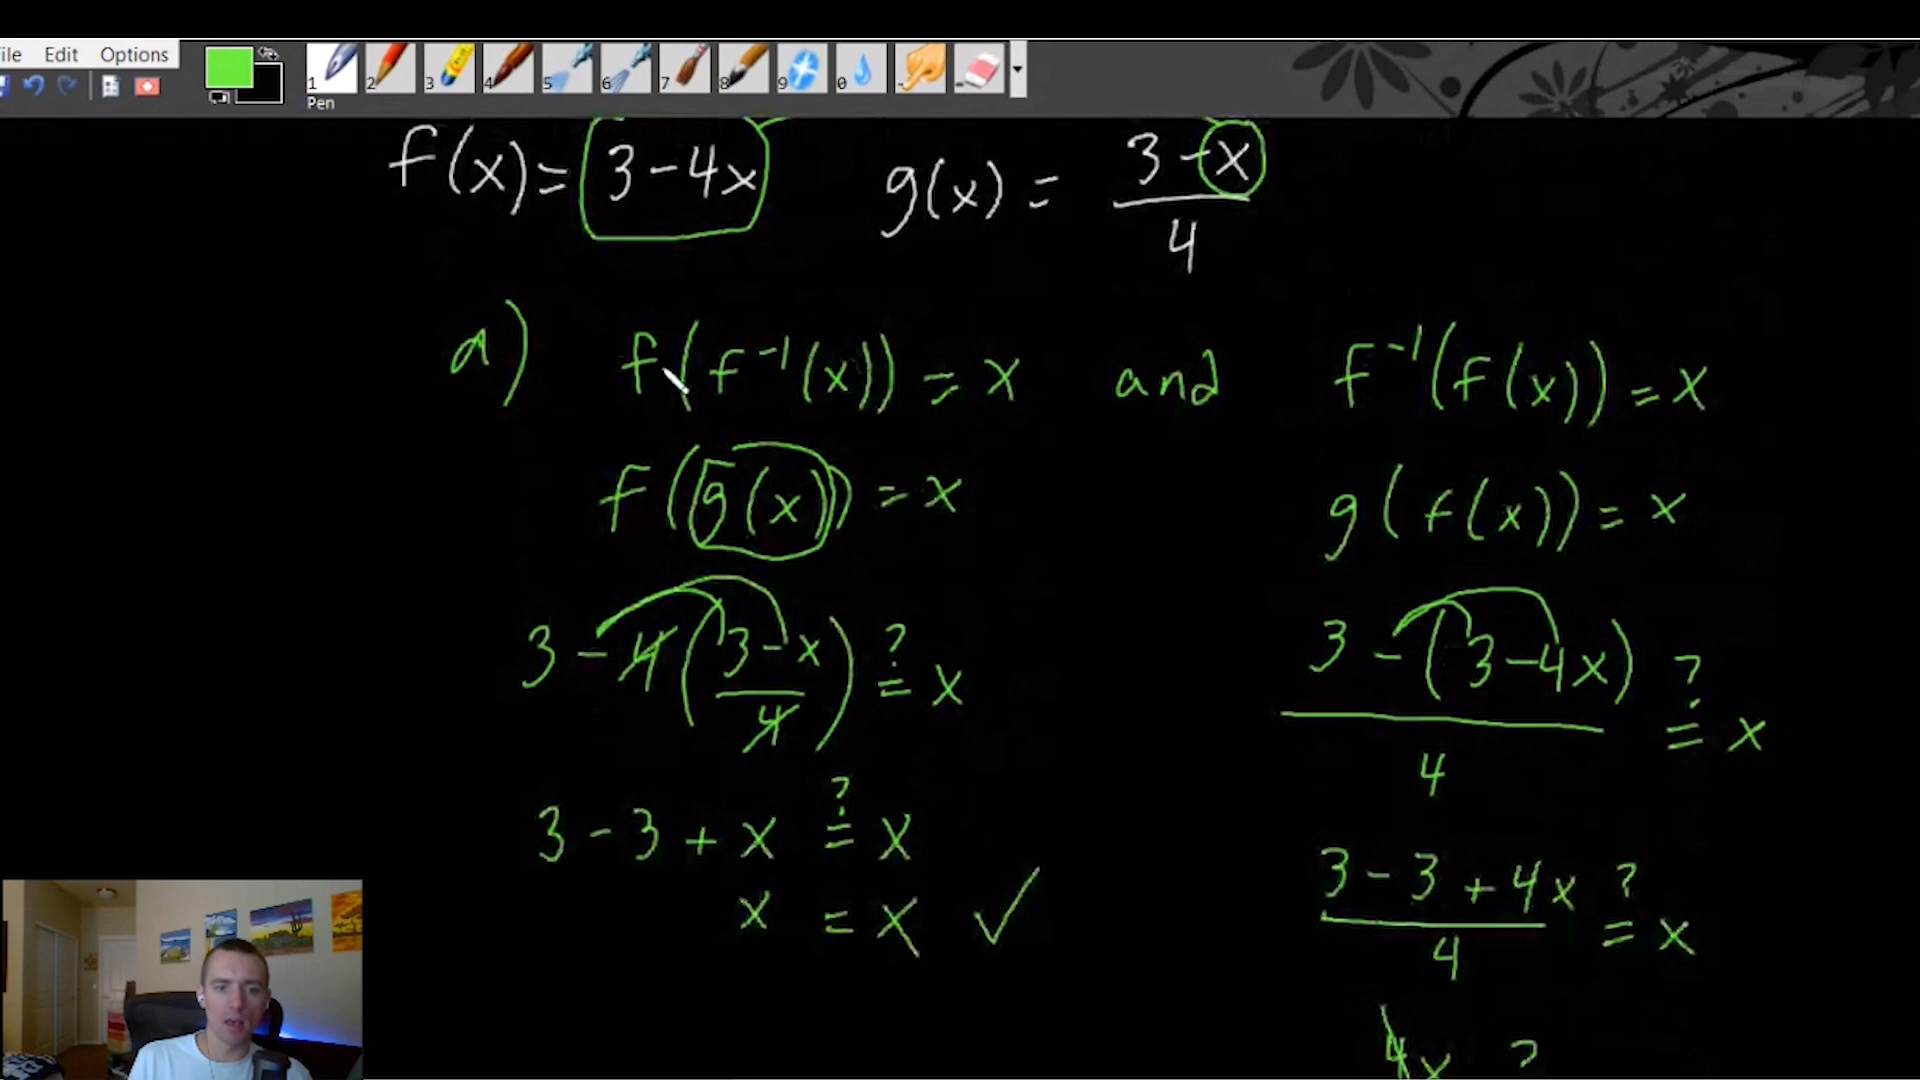 ile Edit Options
1 2 3 4 5 6 7 8 9 0
Pen
f(x) = 3 - 4x g(x) = (3 - x)/4
a) f(f⁻¹(x)) = x and f⁻¹(f(x)) = x
f(g(x)) = x g(f(x)) = x
3 - 4((3 - x)/4) ≟ x (3 - (3 - 4x))/4 ≟ x
3 - 3 + x ≟ x (3 - 3 + 4x)/4 ≟ x
x = x ✓
4x ?